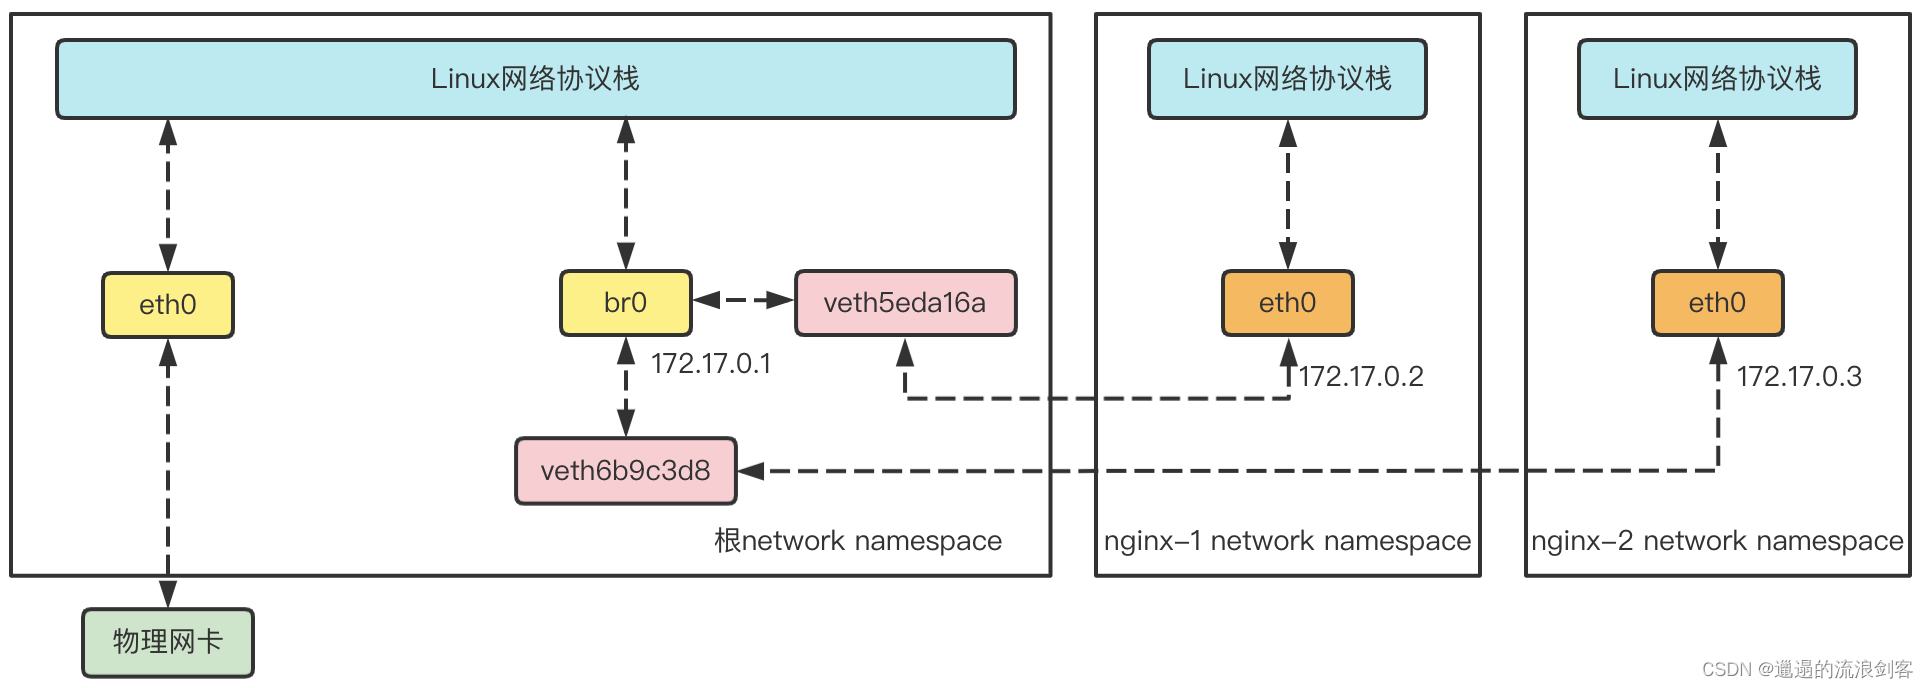 Linux网络协议栈
Linux网络协议栈
Linux网络协议栈
eth0
br0
veth5eda16a
eth0
eth0
172.17.0.1
172.17.0.2
172.17.0.3
veth6b9c3d8
根network namespace
nginx-1 network namespace
nginx-2 network namespace
物理网卡
CSDN @邋遢的流浪剑客